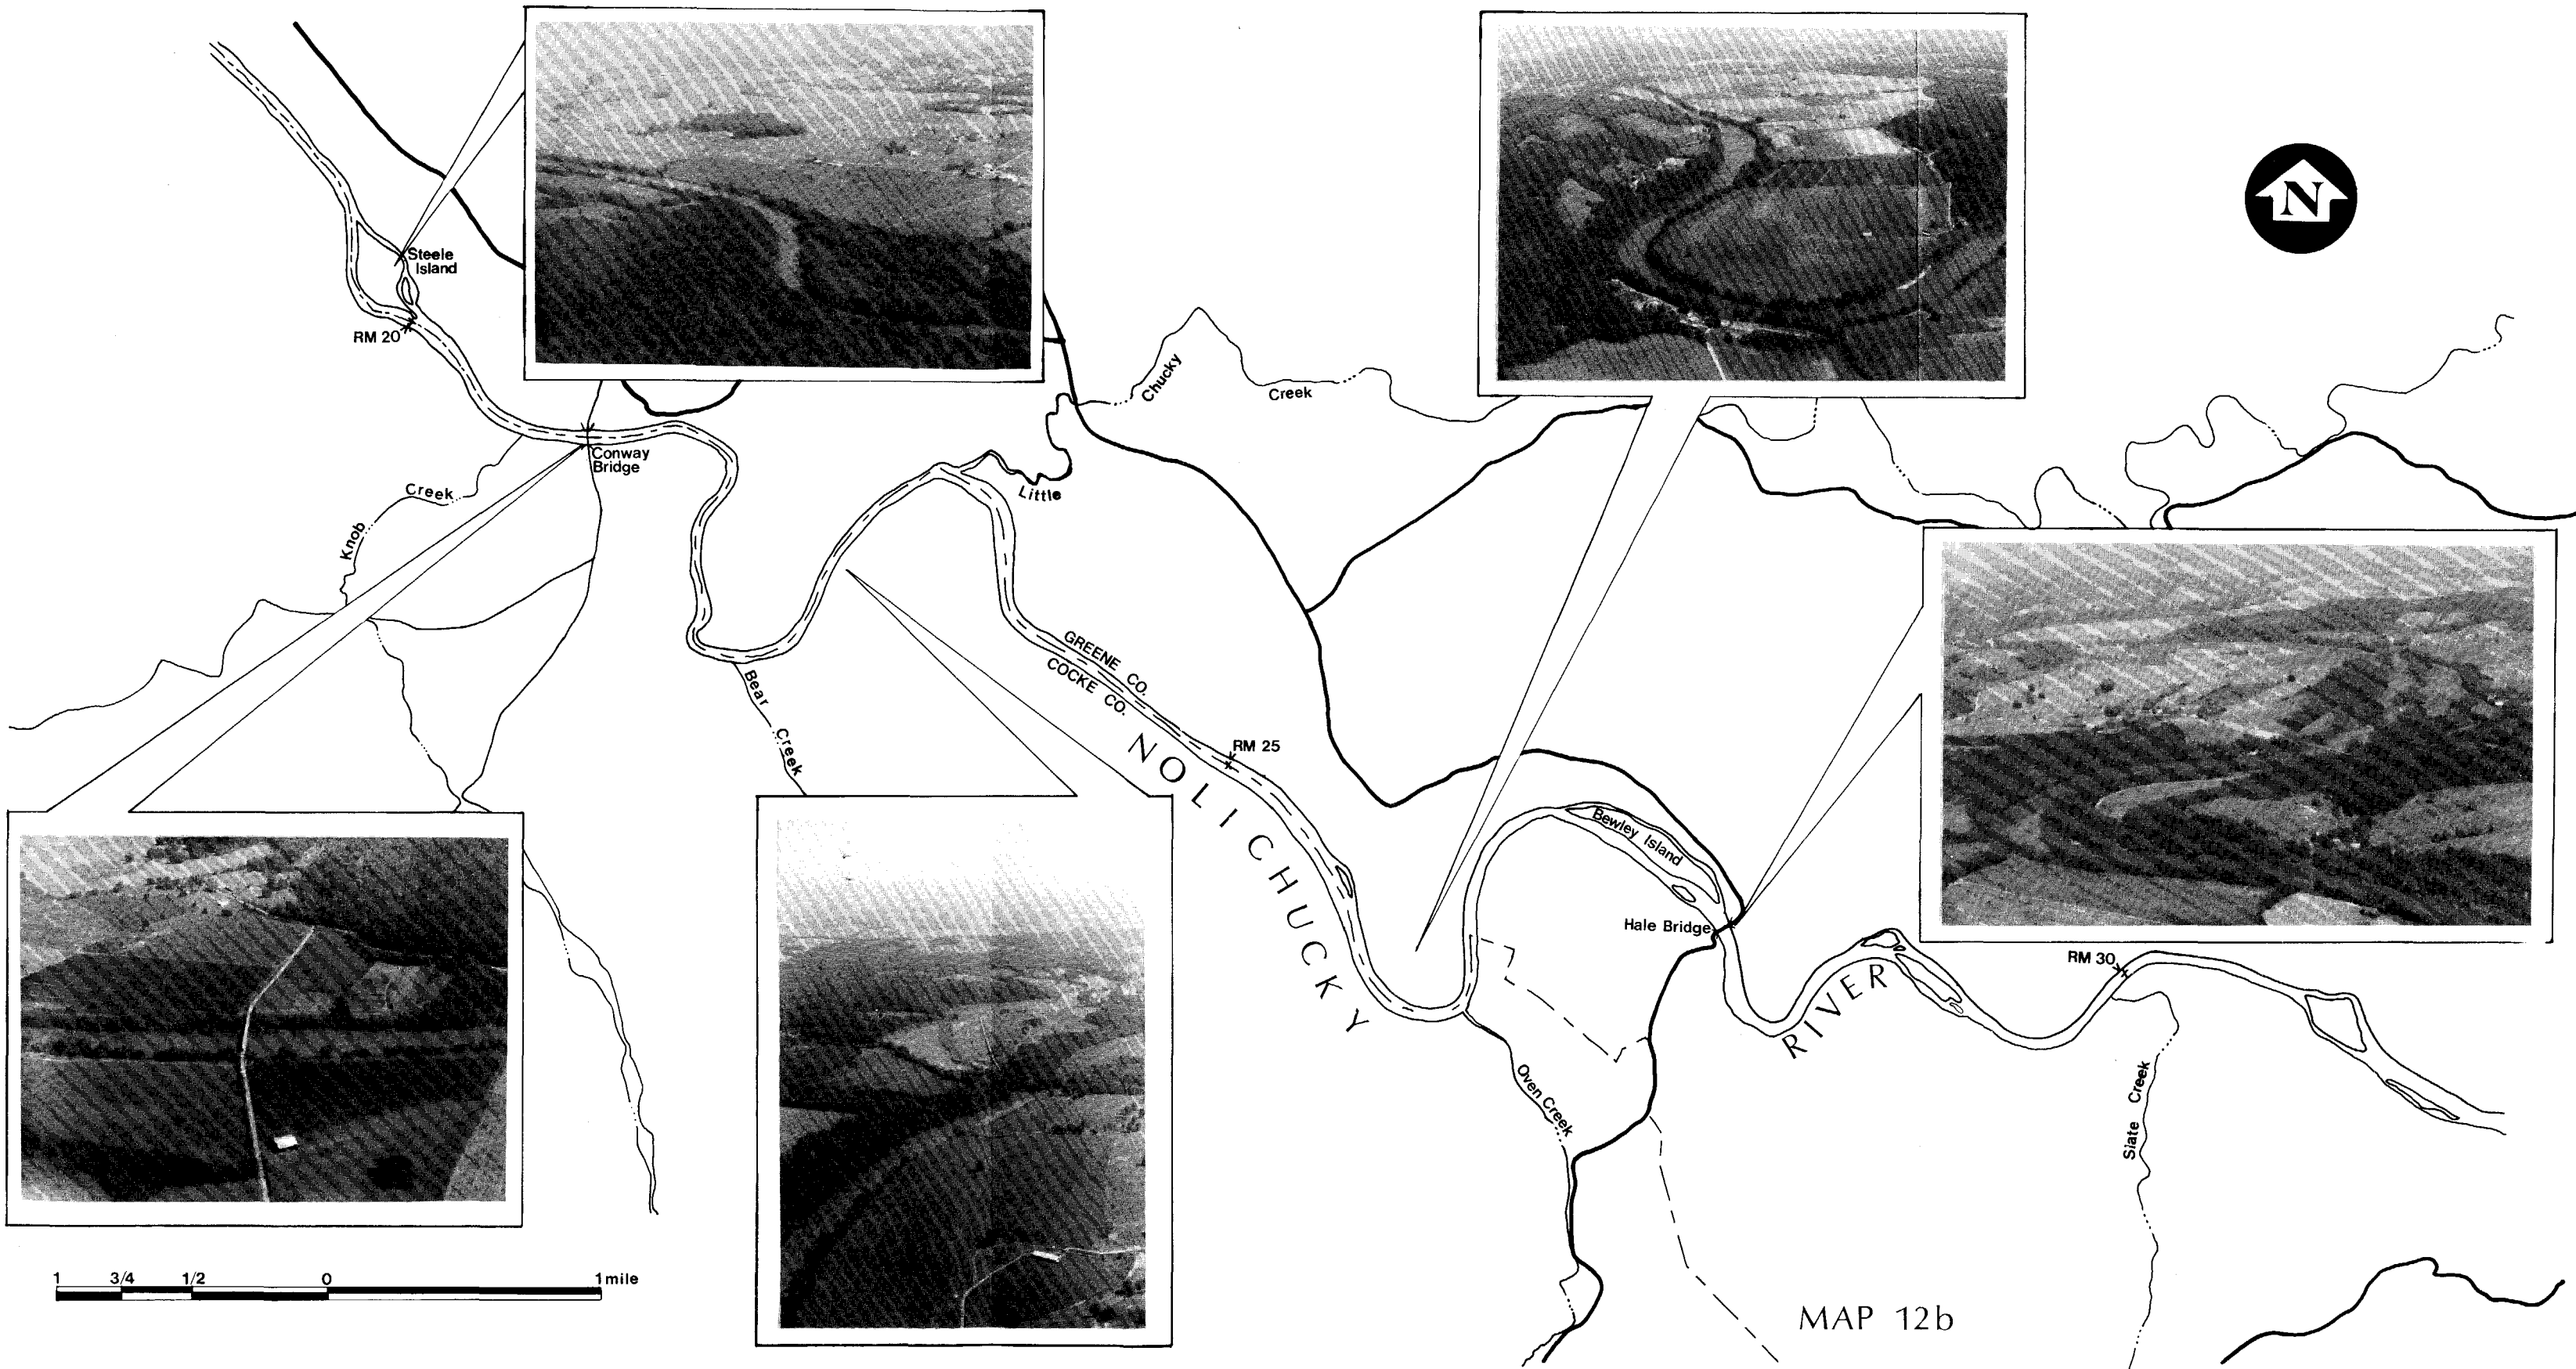 N
Steele
Island
RM 20
Conway
Bridge
Chucky
Creek
Little
Creek
Knob
Bear
Creek
GREENE CO.
COCKE CO.
RM 25
NOLICHUCKY
RIVER
Bewley Island
Hale Bridge
RM 30
Oven Creek
Slate Creek
1 3/4 1/2 0 1 mile
MAP 12b